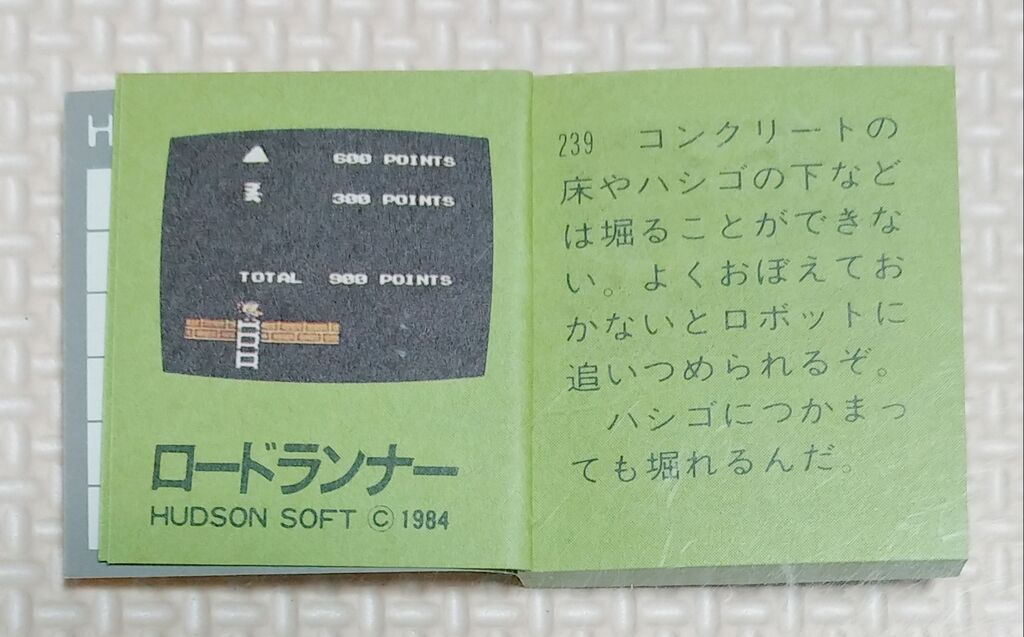 H
600 POINTS
300 POINTS
TOTAL 900 POINTS
ロードランナー
HUDSON SOFT © 1984
239 コンクリートの
床やハシゴの下など
は堀ることができな
い。よくおぼえてお
かないとロボットに
追いつめられるぞ。
ハシゴにつかまっ
ても堀れるんだ。